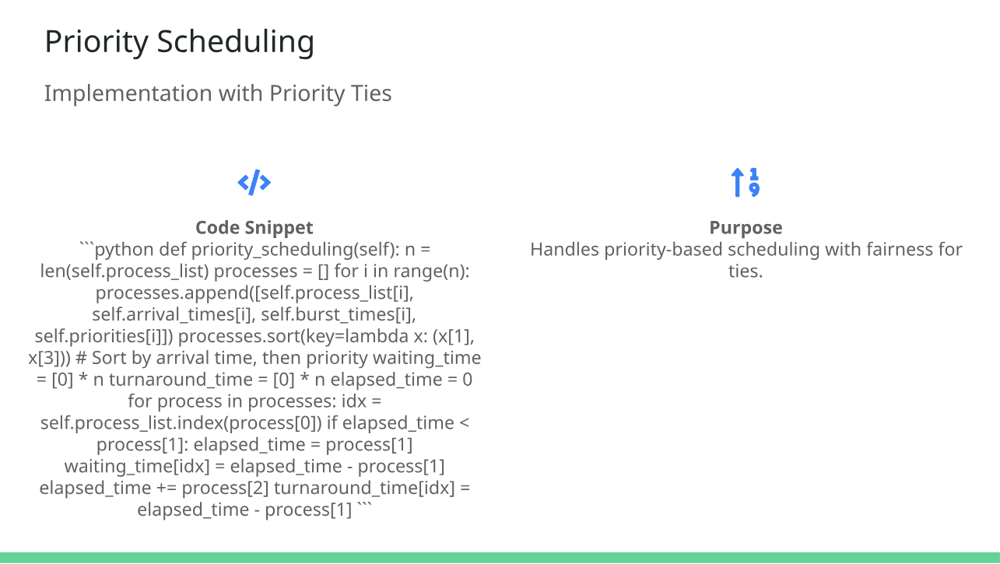 Priority Scheduling
Implementation with Priority Ties
Code Snippet
```python def priority_scheduling(self): n =
len(self.process_list) processes = [] for i in range(n):
processes.append([self.process_list[i],
self.arrival_times[i], self.burst_times[i],
self.priorities[i]]) processes.sort(key=lambda x: (x[1],
x[3])) # Sort by arrival time, then priority waiting_time
= [0] * n turnaround_time = [0] * n elapsed_time = 0
for process in processes: idx =
self.process_list.index(process[0]) if elapsed_time <
process[1]: elapsed_time = process[1]
waiting_time[idx] = elapsed_time - process[1]
elapsed_time += process[2] turnaround_time[idx] =
elapsed_time - process[1] ```
Purpose
Handles priority-based scheduling with fairness for
ties.